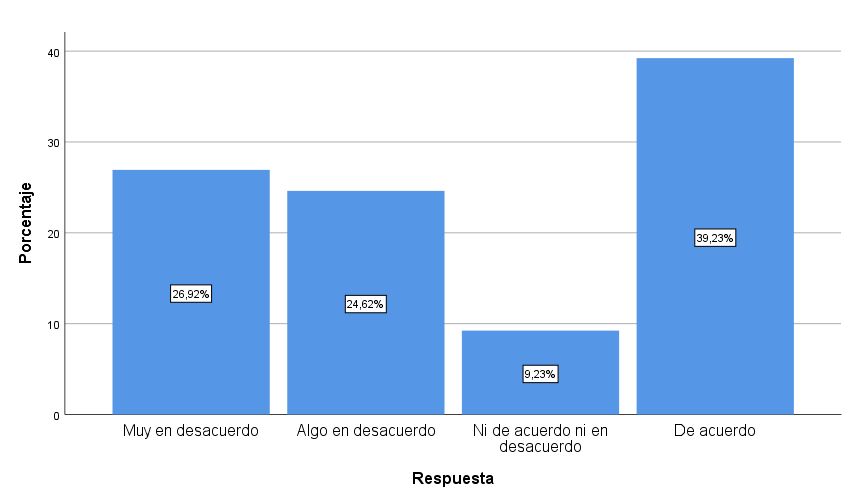 40
30
20
10
0
Porcentaje
26,92%
24,62%
9,23%
39,23%
Muy en desacuerdo
Algo en desacuerdo
Ni de acuerdo ni en
desacuerdo
De acuerdo
Respuesta